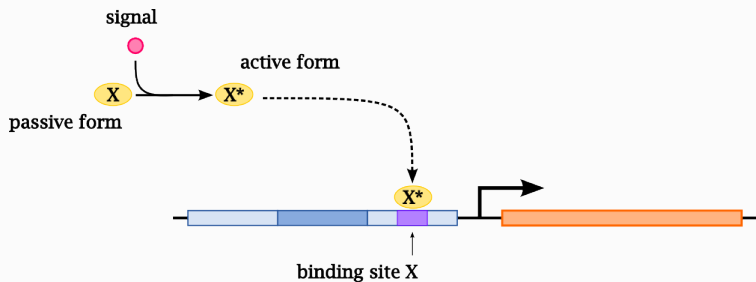 signal
active form
X
X*
passive form
X*
binding site X